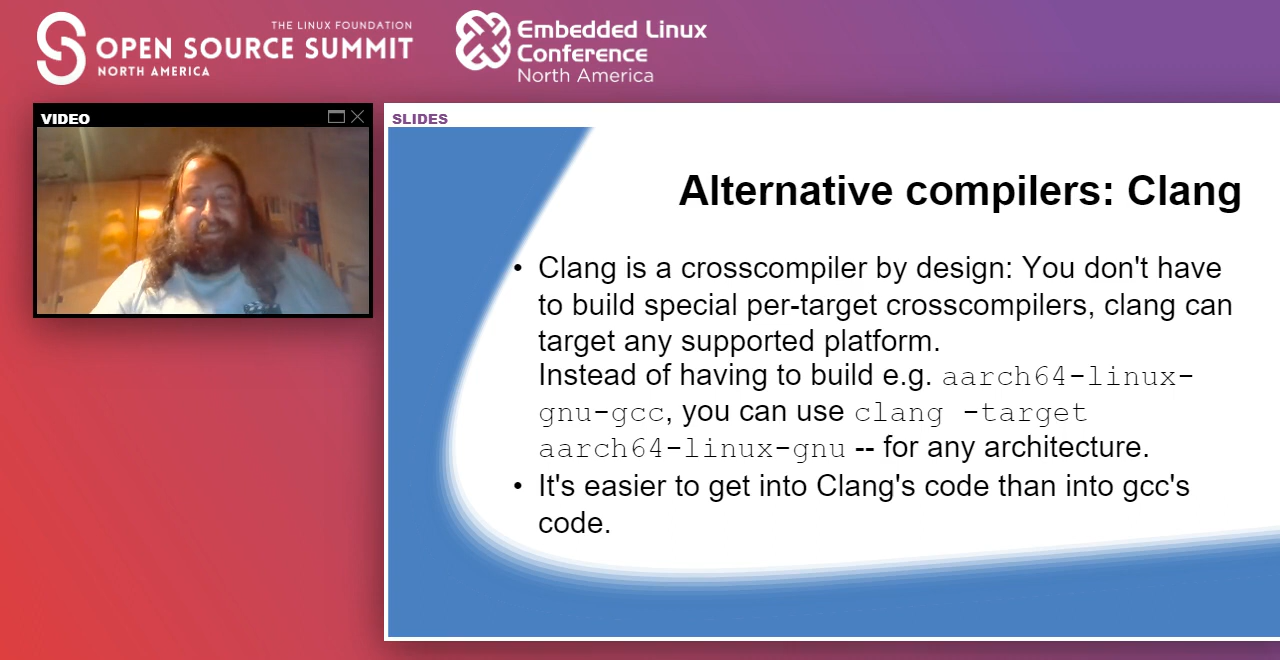 THE LINUX FOUNDATION
OPEN SOURCE SUMMIT
NORTH AMERICA
Embedded Linux
Conference
North America
VIDEO
SLIDES
Alternative compilers: Clang
• Clang is a crosscompiler by design: You don't have
to build special per-target crosscompilers, clang can
target any supported platform.
Instead of having to build e.g. aarch64-linux-
gnu-gcc, you can use clang -target
aarch64-linux-gnu -- for any architecture.
• It's easier to get into Clang's code than into gcc's
code.